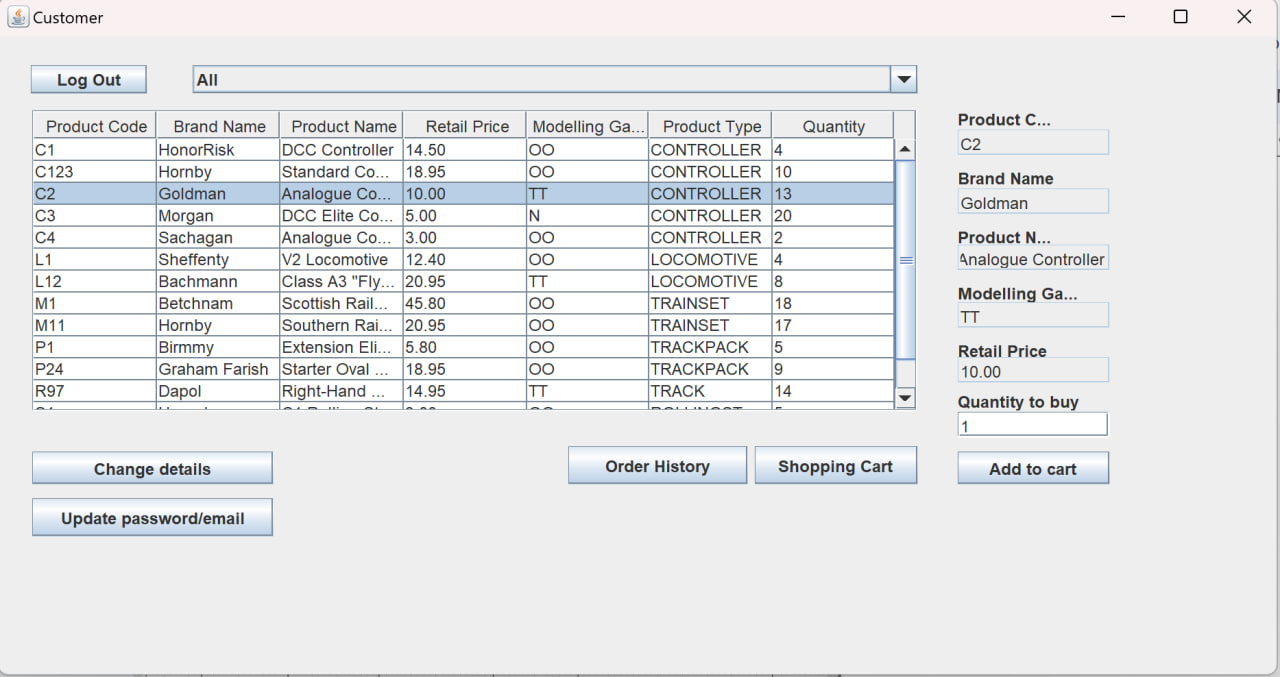 Customer
Log Out
All
Product Code Brand Name Product Name Retail Price Modelling Ga... Product Type Quantity
C1 HonorRisk DCC Controller 14.50 OO CONTROLLER 4
C123 Hornby Standard Co... 18.95 OO CONTROLLER 10
C2 Goldman Analogue Co... 10.00 TT CONTROLLER 13
C3 Morgan DCC Elite Co... 5.00 N CONTROLLER 20
C4 Sachagan Analogue Co... 3.00 OO CONTROLLER 2
L1 Sheffenty V2 Locomotive 12.40 OO LOCOMOTIVE 4
L12 Bachmann Class A3 "Fly... 20.95 TT LOCOMOTIVE 8
M1 Betchnam Scottish Rail... 45.80 OO TRAINSET 18
M11 Hornby Southern Rai... 20.95 OO TRAINSET 17
P1 Birmmy Extension Eli... 5.80 OO TRACKPACK 5
P24 Graham Farish Starter Oval ... 18.95 OO TRACKPACK 9
R97 Dapol Right-Hand ... 14.95 TT TRACK 14
Product C...
C2
Brand Name
Goldman
Product N...
Analogue Controller
Modelling Ga...
TT
Retail Price
10.00
Quantity to buy
1
Add to cart
Change details
Order History
Shopping Cart
Update password/email